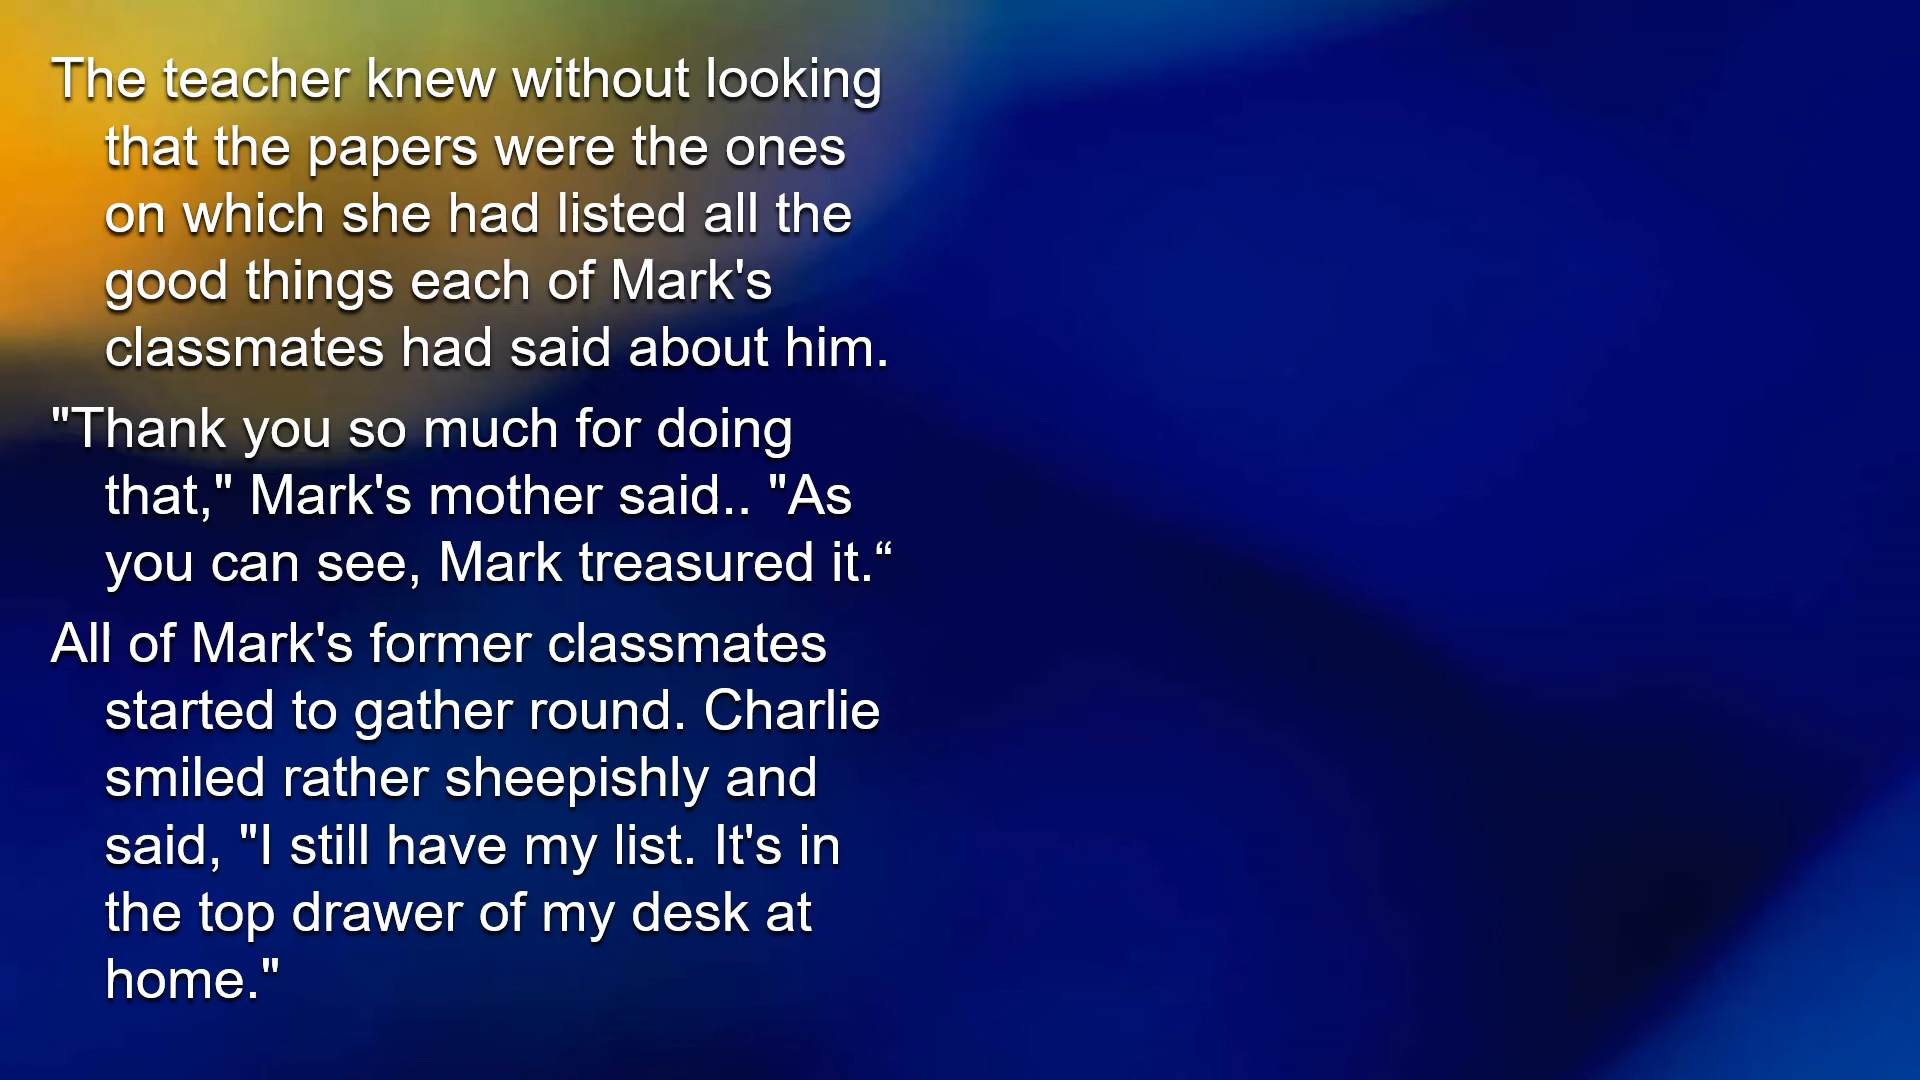 The teacher knew without looking
that the papers were the ones
on which she had listed all the
good things each of Mark's
classmates had said about him.
"Thank you so much for doing
that," Mark's mother said.. "As
you can see, Mark treasured it.“
All of Mark's former classmates
started to gather round. Charlie
smiled rather sheepishly and
said, "I still have my list. It's in
the top drawer of my desk at
home."